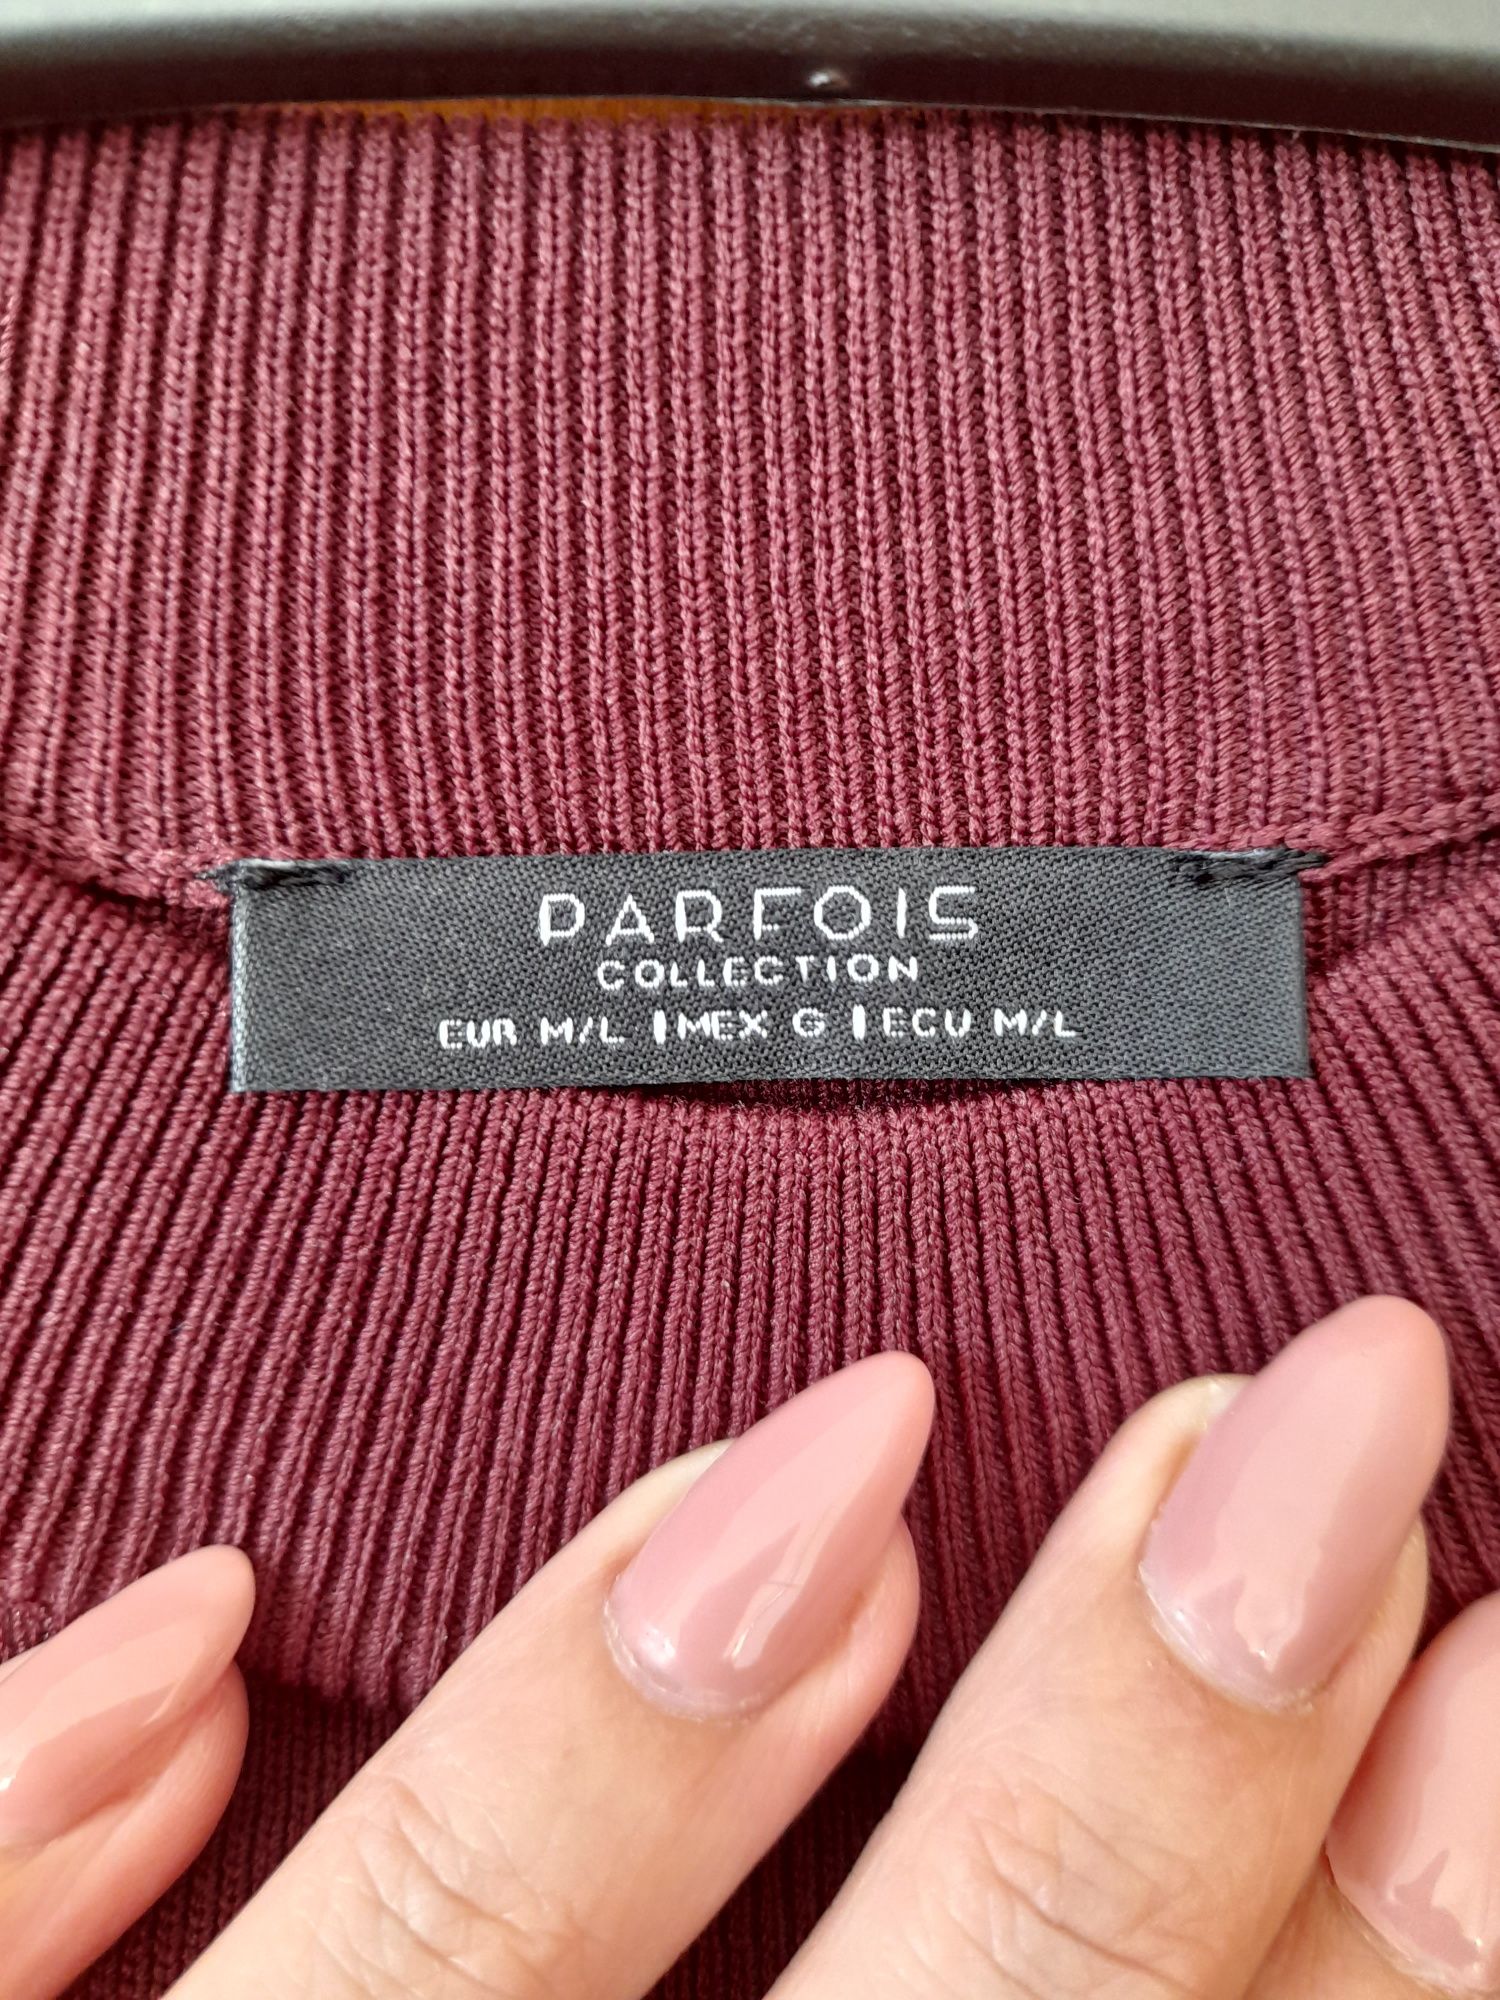 PARFOIS
COLLECTION
EUR M/L | MEX G | ECU M/L